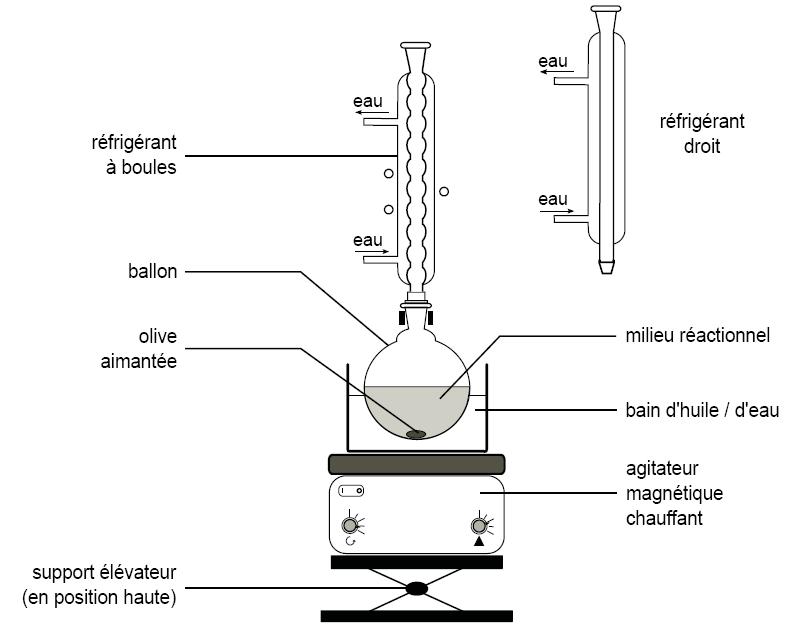 eau
eau
réfrigérant
à boules
réfrigérant
droit
eau
eau
ballon
olive
aimantée
milieu réactionnel
bain d'huile / d'eau
agitateur
magnétique
chauffant
support élévateur
(en position haute)